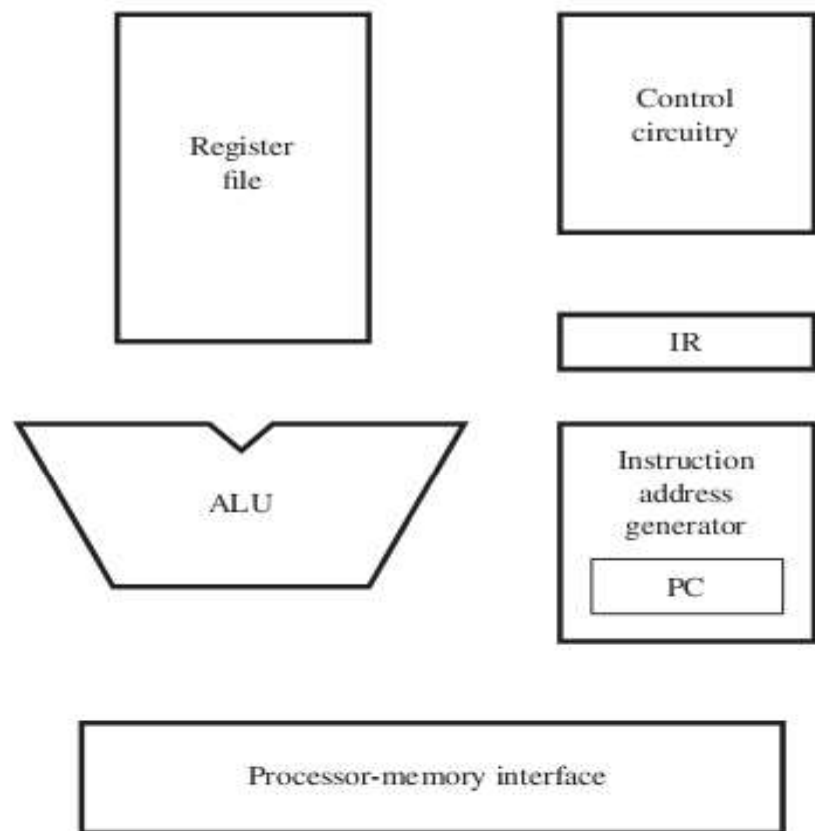 Register
file
Control
circuitry
IR
ALU
Instruction
address
generator
PC
Processor-memory interface